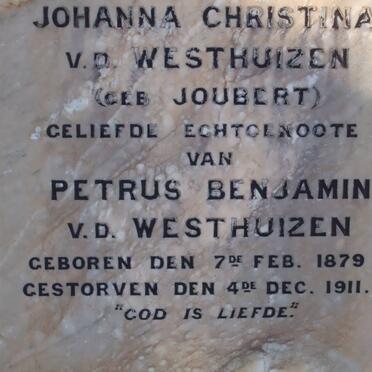 JOHANNA CHRISTINA
V.D. WESTHUIZEN
(GEB JOUBERT)
GELIEFDE ECHTGENOOTE
VAN
PETRUS BENJAMIN
V.D. WESTHUIZEN
GEBOREN DEN 7DE FEB. 1879
GESTORVEN DEN 4DE DEC. 1911.
"GOD IS LIEFDE."